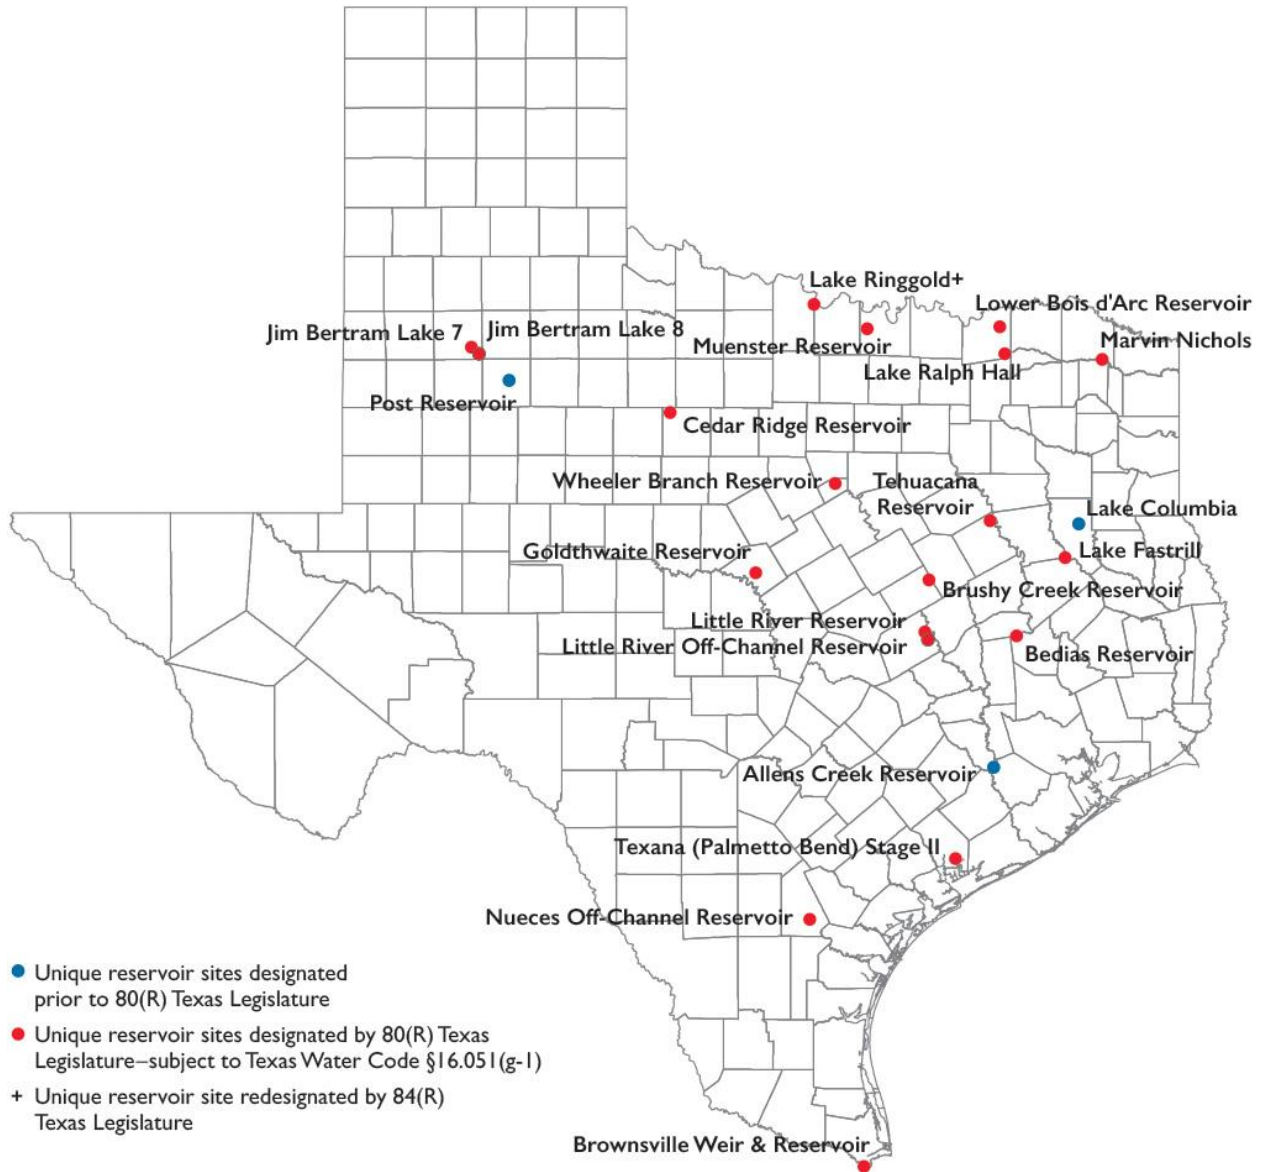 Lake Ringgold+
Lower Bois d'Arc Reservoir
Jim Bertram Lake 7
Jim Bertram Lake 8
Muenster Reservoir
Marvin Nichols
Lake Ralph Hall
Post Reservoir
Cedar Ridge Reservoir
Wheeler Branch Reservoir
Tehuacana
Reservoir
Lake Columbia
Goldthwaite Reservoir
Lake Fastrill
Brushy Creek Reservoir
Little River Reservoir
Little River Off-Channel Reservoir
Bedias Reservoir
Allens Creek Reservoir
Texana (Palmetto Bend) Stage II
Nueces Off-Channel Reservoir
Unique reservoir sites designated
prior to 80(R) Texas Legislature
Unique reservoir sites designated by 80(R) Texas
Legislature–subject to Texas Water Code §16.051(g-1)
+ Unique reservoir site redesignated by 84(R)
Texas Legislature
Brownsville Weir & Reservoir